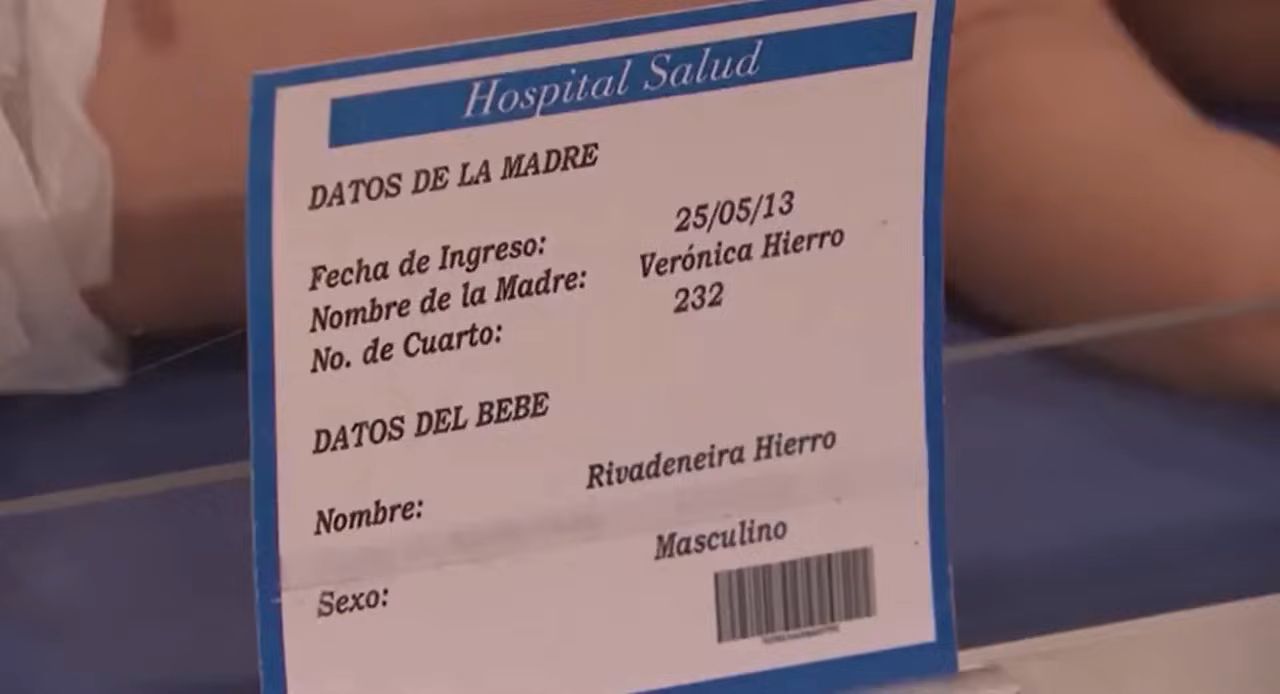 Hospital Salud
DATOS DE LA MADRE
Fecha de Ingreso: 25/05/13
Nombre de la Madre: Verónica Hierro
No. de Cuarto: 232
DATOS DEL BEBE
Nombre: Rivadeneira Hierro
Sexo: Masculino